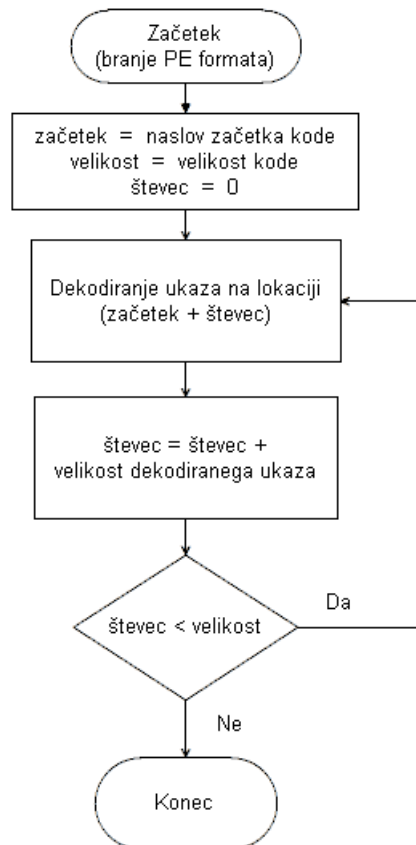 Začetek
(branje PE formata)
začetek = naslov začetka kode
velikost = velikost kode
števec = 0
Dekodiranje ukaza na lokaciji
(začetek + števec)
števec = števec +
velikost dekodiranega ukaza
števec < velikost
Da
Ne
Konec